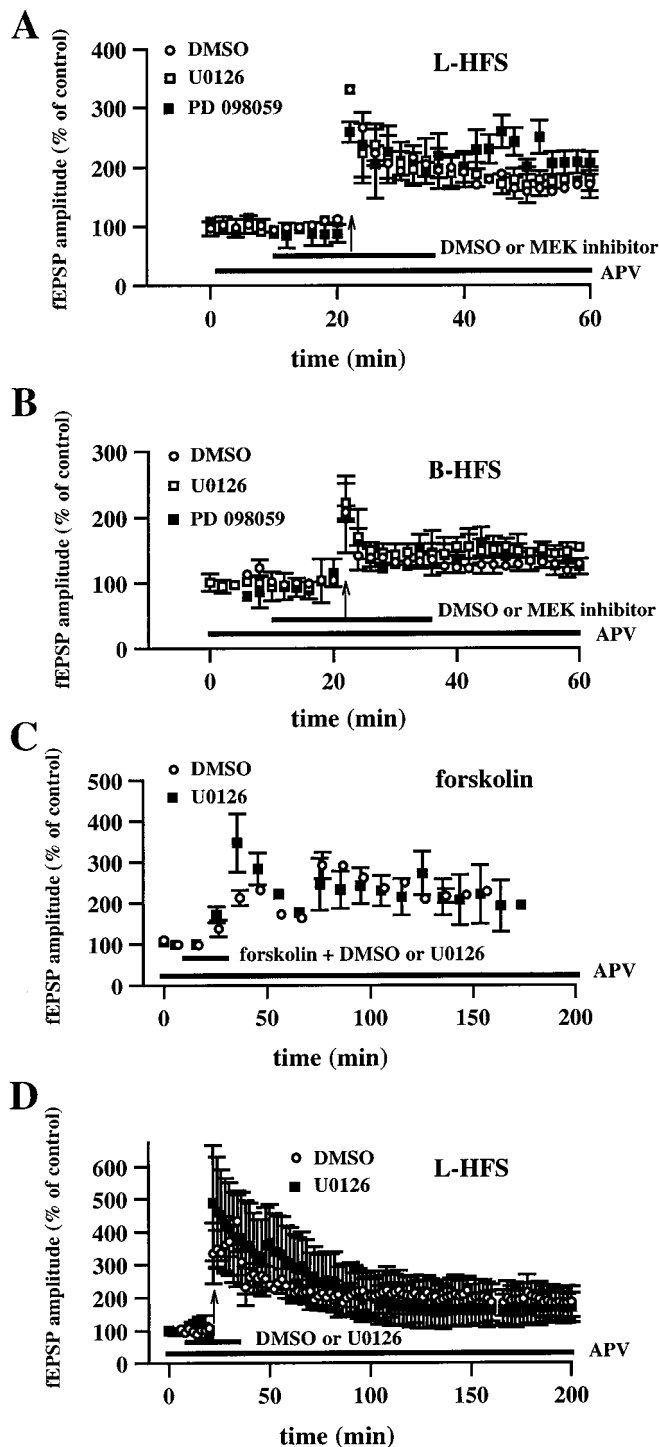 A
fEPSP amplitude (% of control)
400
300
200
100
0
DMSO
U0126
PD 098059
L-HFS
DMSO or MEK inhibitor
APV
0 20 40 60
time (min)
B
fEPSP amplitude (% of control)
300
200
100
0
DMSO
U0126
PD 098059
B-HFS
DMSO or MEK inhibitor
APV
0 20 40 60
time (min)
C
fEPSP amplitude (% of control)
500
400
300
200
100
0
DMSO
U0126
forskolin
forskolin + DMSO or U0126
APV
0 50 100 150 200
time (min)
D
fEPSP amplitude (% of control)
600
500
400
300
200
100
0
DMSO
U0126
L-HFS
DMSO or U0126
APV
0 50 100 150 200
time (min)